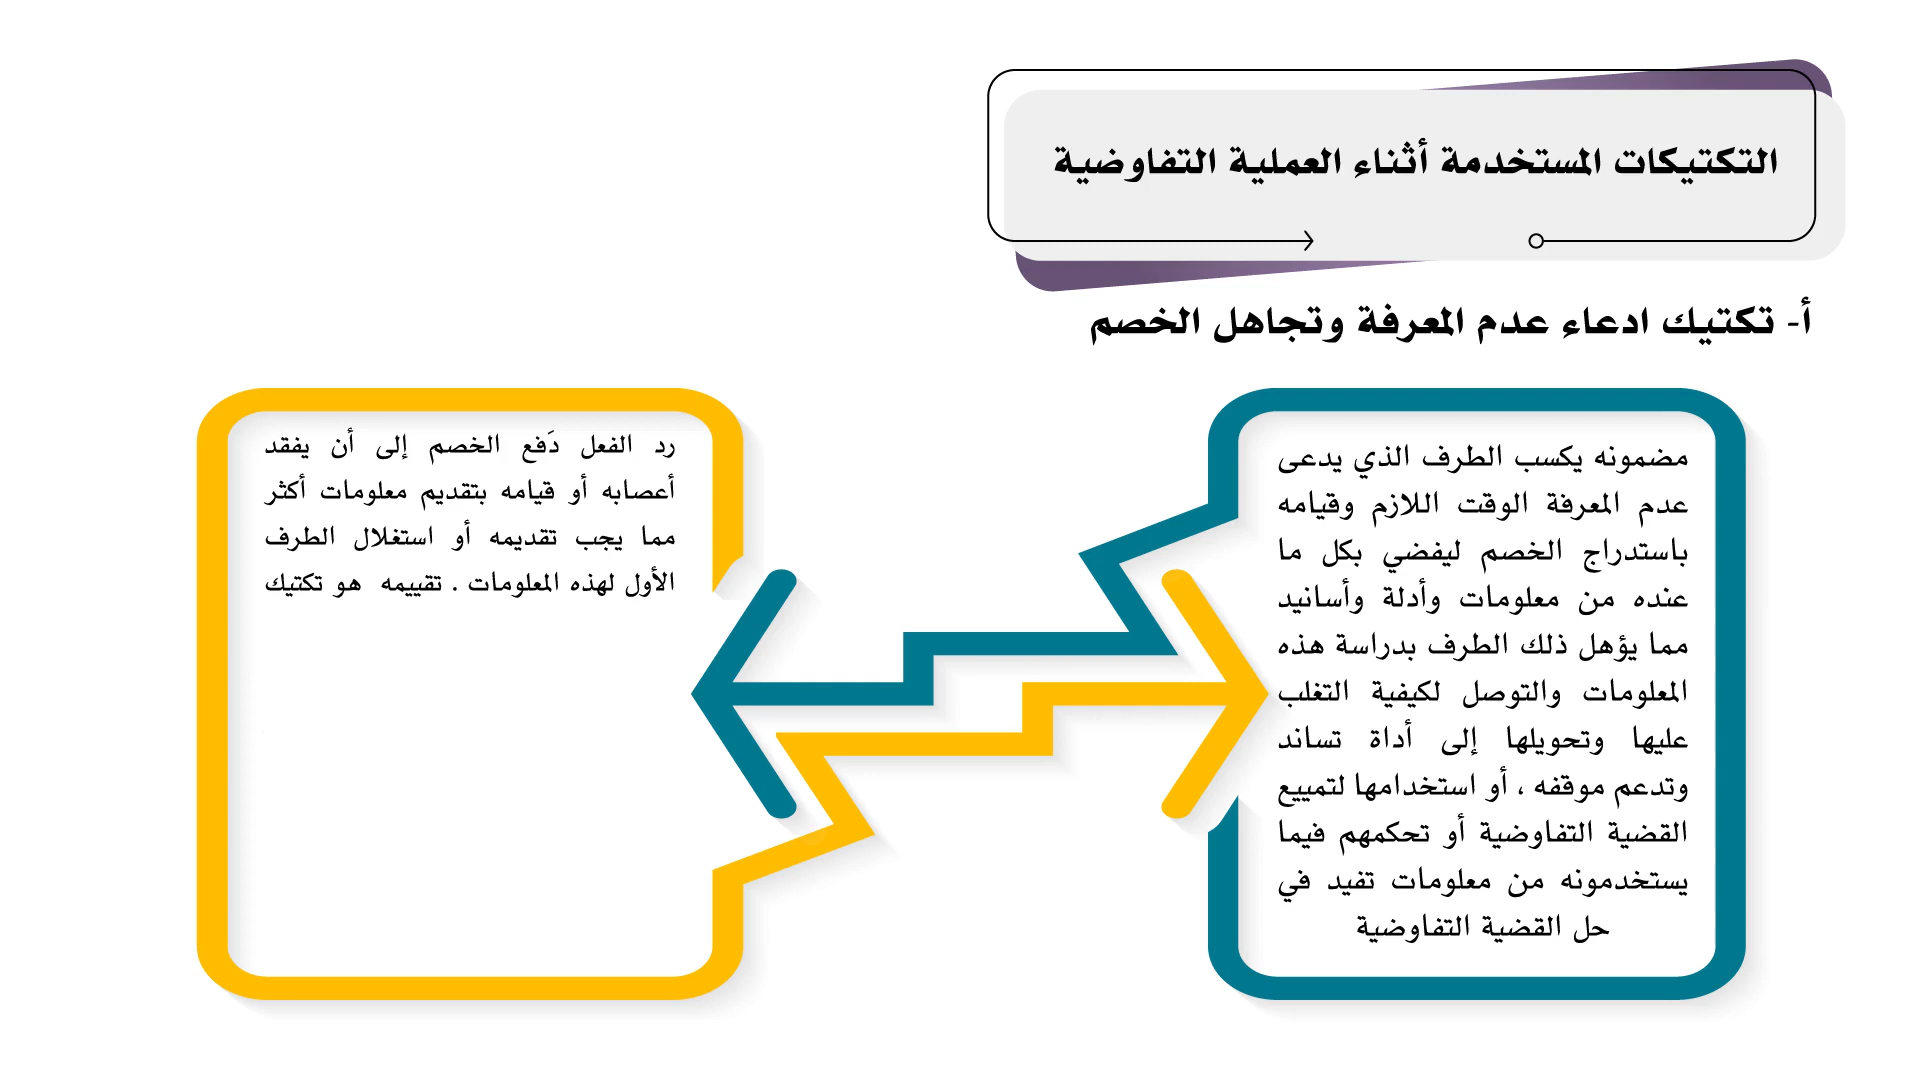 التكتيكات المستخدمة أثناء العملية التفاوضية
أ- تكتيك ادعاء عدم المعرفة وتجاهل الخصم
مضمونه يكسب الطرف الذي يدعى
عدم المعرفة الوقت اللازم وقيامه
باستدراج الخصم ليفضي بكل ما
عنده من معلومات وأدلة وأسانيد
مما يؤهل ذلك الطرف بدراسة هذه
المعلومات والتوصل لكيفية التغلب
عليها وتحويلها إلى أداة تساند
وتدعم موقفه ، أو استخدامها لتمييع
القضية التفاوضية أو تحكمهم فيما
يستخدمونه من معلومات تفيد في
حل القضية التفاوضية
رد الفعل دَفع الخصم إلى أن يفقد
أعصابه أو قيامه بتقديم معلومات أكثر
مما يجب تقديمه أو استغلال الطرف
الأول لهذه المعلومات . تقييمه هو تكتيك